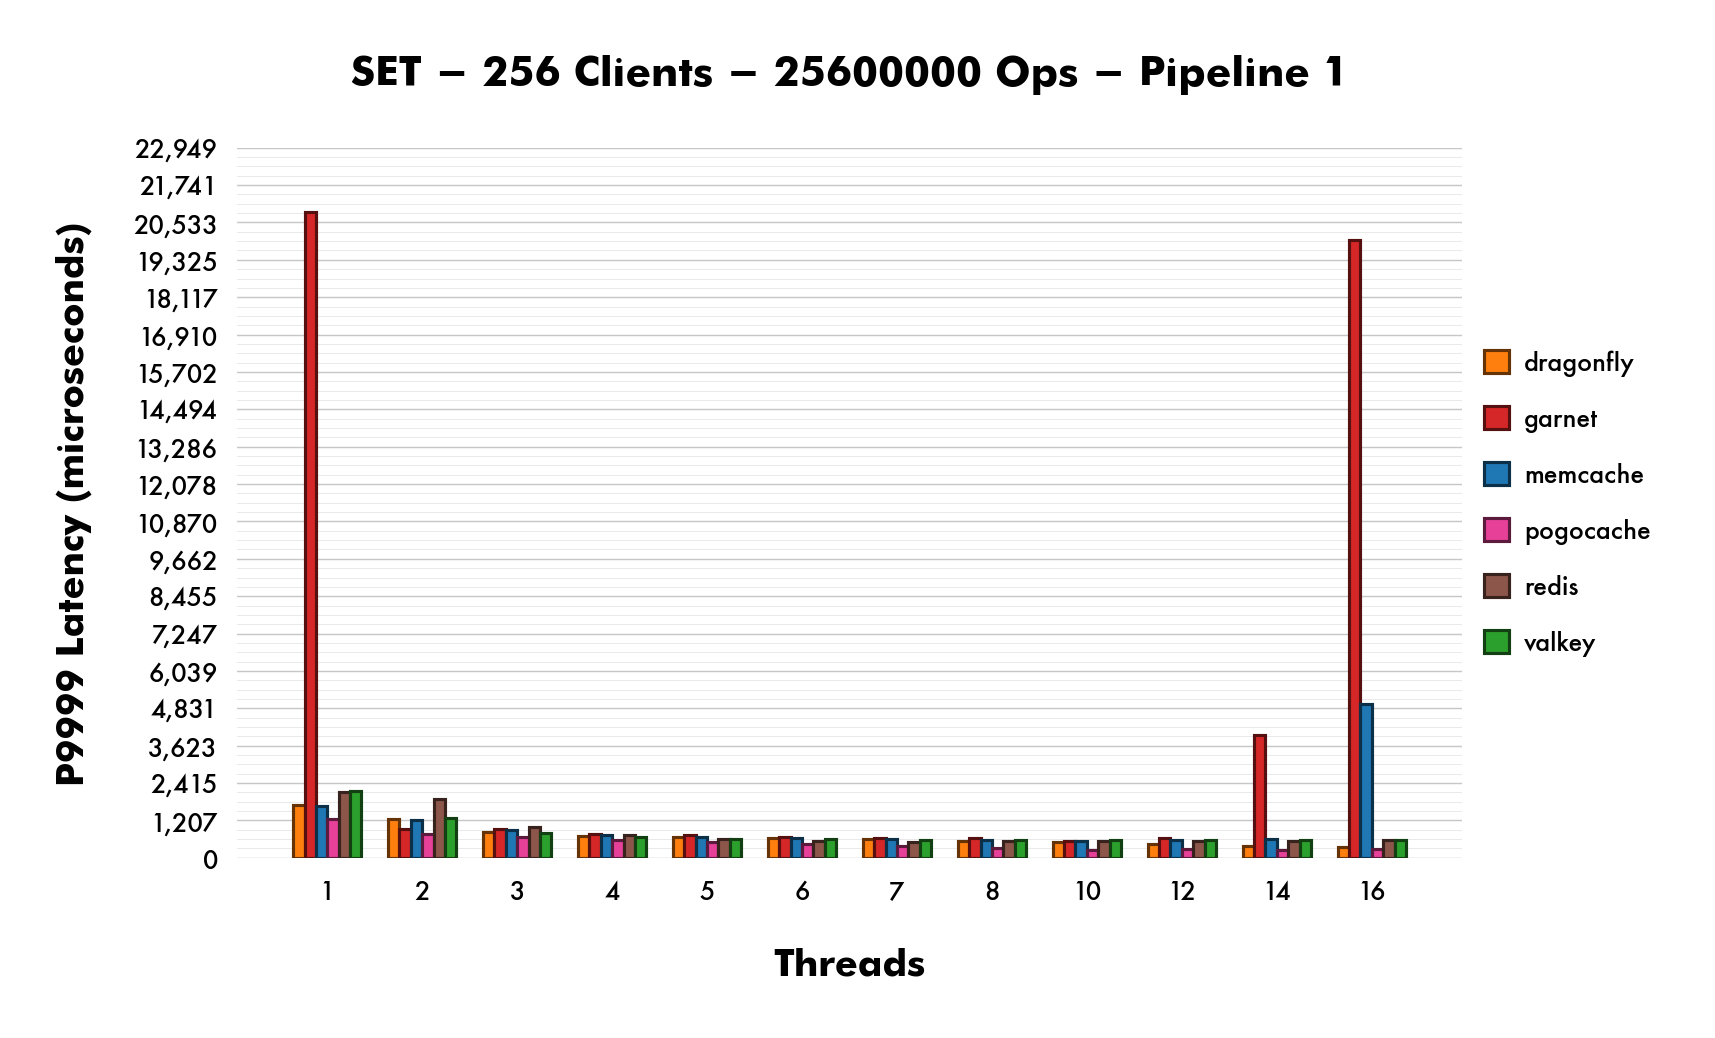 SET – 256 Clients – 25600000 Ops – Pipeline 1
P9999 Latency (microseconds)
22,949
21,741
20,533
19,325
18,117
16,910
15,702
14,494
13,286
12,078
10,870
9,662
8,455
7,247
6,039
4,831
3,623
2,415
1,207
0
1 2 3 4 5 6 7 8 10 12 14 16
Threads
dragonfly
garnet
memcache
pogocache
redis
valkey